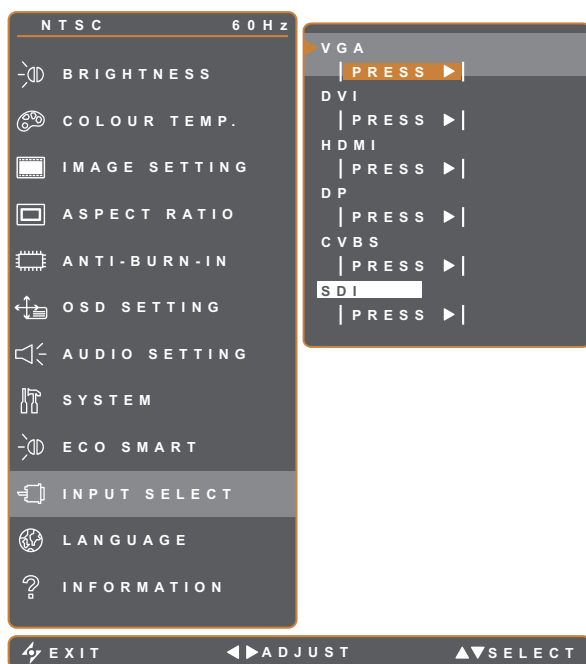 NTSC 60Hz
BRIGHTNESS
COLOUR TEMP.
IMAGE SETTING
ASPECT RATIO
ANTI-BURN-IN
OSD SETTING
AUDIO SETTING
SYSTEM
ECO SMART
INPUT SELECT
LANGUAGE
INFORMATION
VGA
PRESS
DVI
PRESS
HDMI
PRESS
DP
PRESS
CVBS
PRESS
SDI
PRESS
EXIT ADJUST SELECT